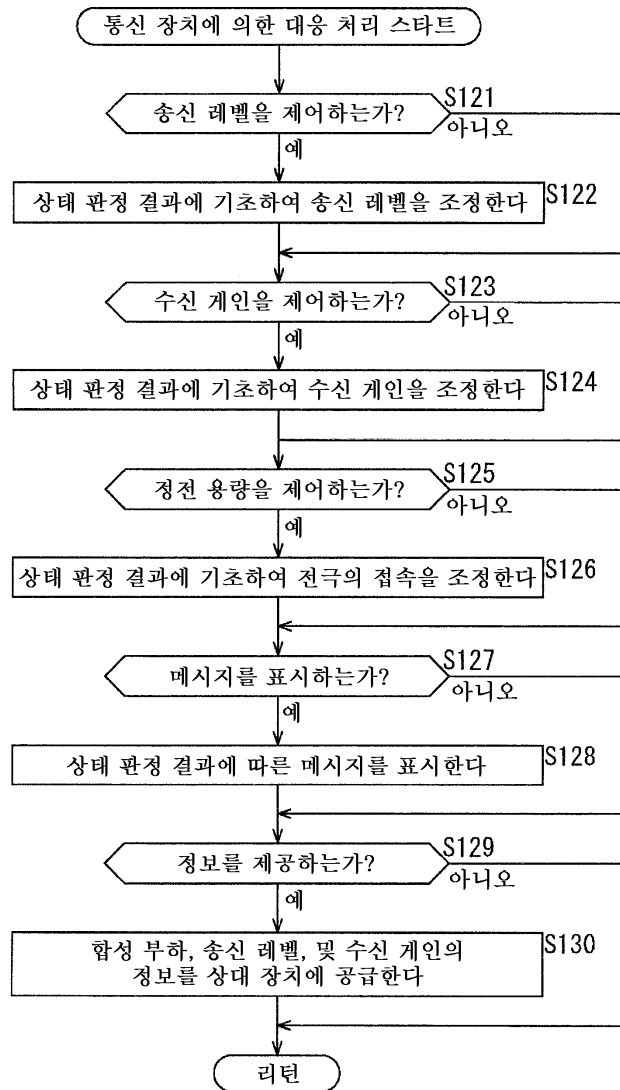 통신 장치에 의한 대응 처리 스타트
송신 레벨을 제어하는가?
S121
아니오
예
상태 판정 결과에 기초하여 송신 레벨을 조정한다
S122
수신 게인을 제어하는가?
S123
아니오
예
상태 판정 결과에 기초하여 수신 게인을 조정한다
S124
정전 용량을 제어하는가?
S125
아니오
예
상태 판정 결과에 기초하여 전극의 접속을 조정한다
S126
메시지를 표시하는가?
S127
아니오
예
상태 판정 결과에 따른 메시지를 표시한다
S128
정보를 제공하는가?
S129
아니오
예
합성 부하, 송신 레벨, 및 수신 게인의
정보를 상대 장치에 공급한다
S130
리턴